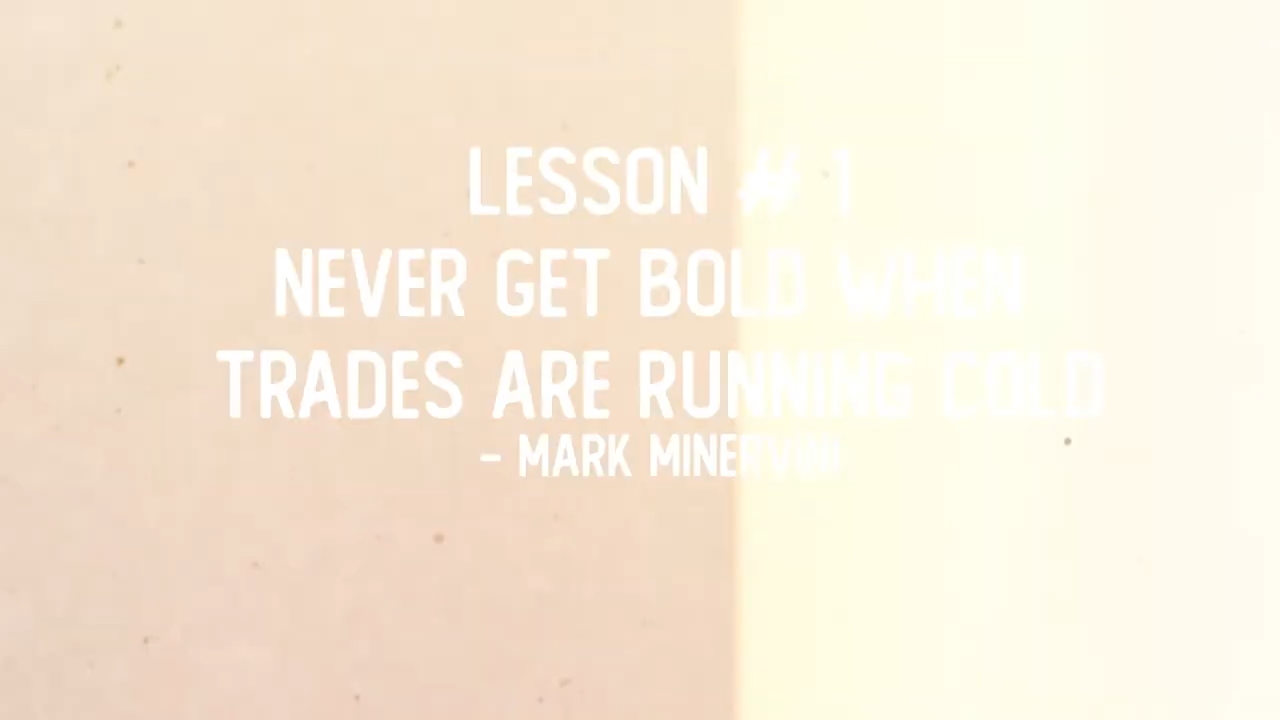 LESSON # 1
NEVER GET BOLD WHEN
TRADES ARE RUNNING COLD
- MARK MINERVINI